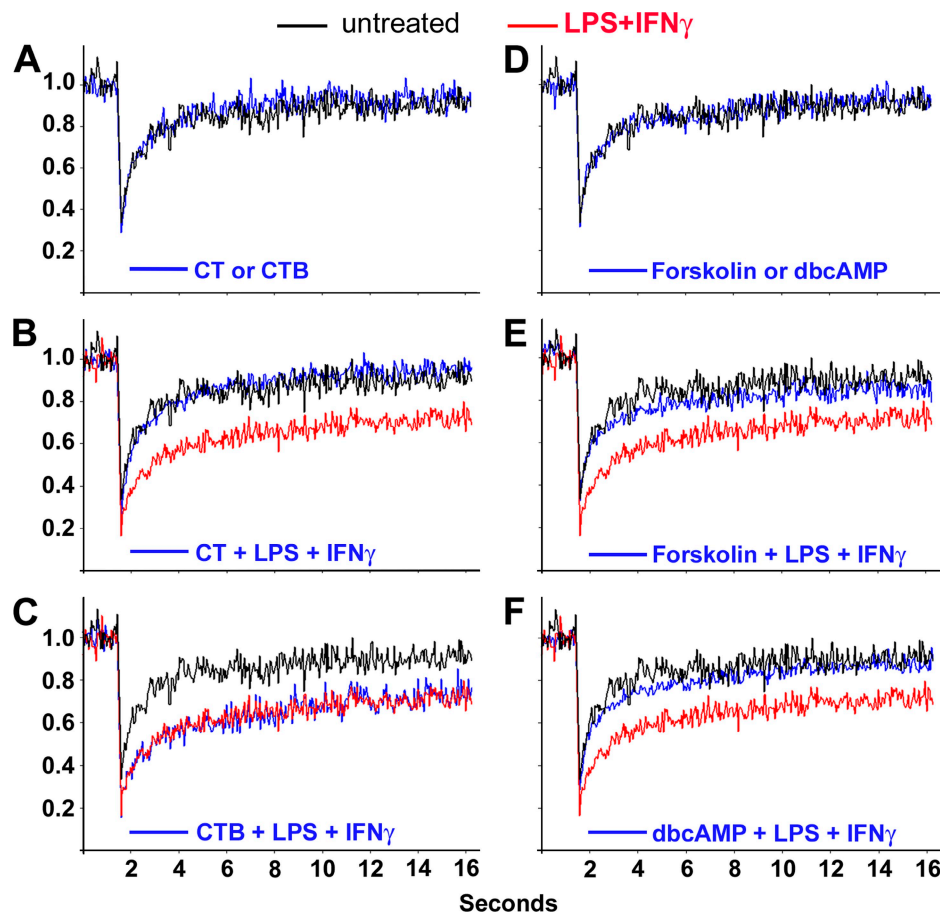 untreated LPS+IFNγ
A
1.0
0.8
0.6
0.4
0.2
CT or CTB
D
Forskolin or dbcAMP
B
1.0
0.8
0.6
0.4
0.2
CT + LPS + IFNγ
E
Forskolin + LPS + IFNγ
C
1.0
0.8
0.6
0.4
0.2
CTB + LPS + IFNγ
2 4 6 8 10 12 14 16
F
dbcAMP + LPS + IFNγ
2 4 6 8 10 12 14 16
Seconds